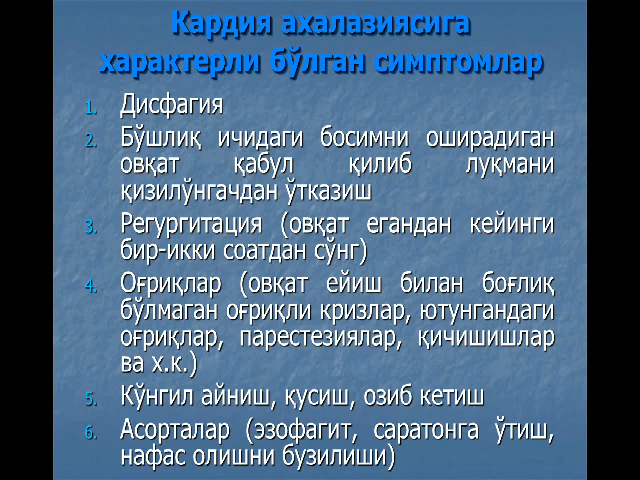 Кардия ахалазиясига
характерли бўлган симптомлар
1. Дисфагия
2. Бўшлиқ ичидаги босимни оширадиган
овқат қабул қилиб луқмани
қизилўнгачдан ўтказиш
3. Регургитация (овқат егандан кейинги
бир-икки соатдан сўнг)
4. Оғриқлар (овқат ейиш билан боғлиқ
бўлмаган оғриқли кризлар, ютунгандаги
оғриқлар, парестезиялар, қичишишлар
ва х.к.)
5. Кўнгил айниш, қусиш, озиб кетиш
6. Асорталар (эзофагит, саратонга ўтиш,
нафас олишни бузилиши)